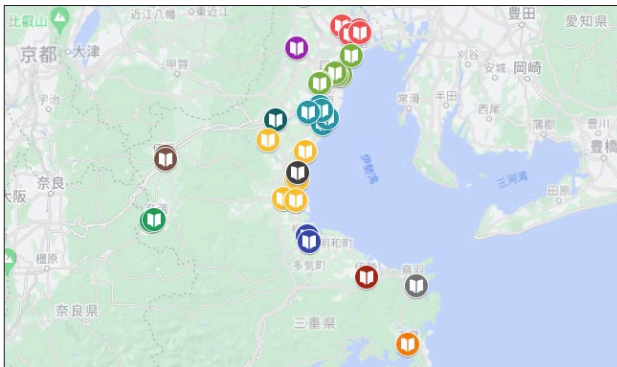 比叡山
近江八幡
東近江
豊田
愛知県
京都
大津
刈谷
甲賀
安城
岡崎
宇治
常滑
半田
西尾
蒲郡
豊川
豊橋
奈良
大阪
伊勢湾
三河湾
田原
橿原
明和町
多気町
鳥羽
奈良県
三重県